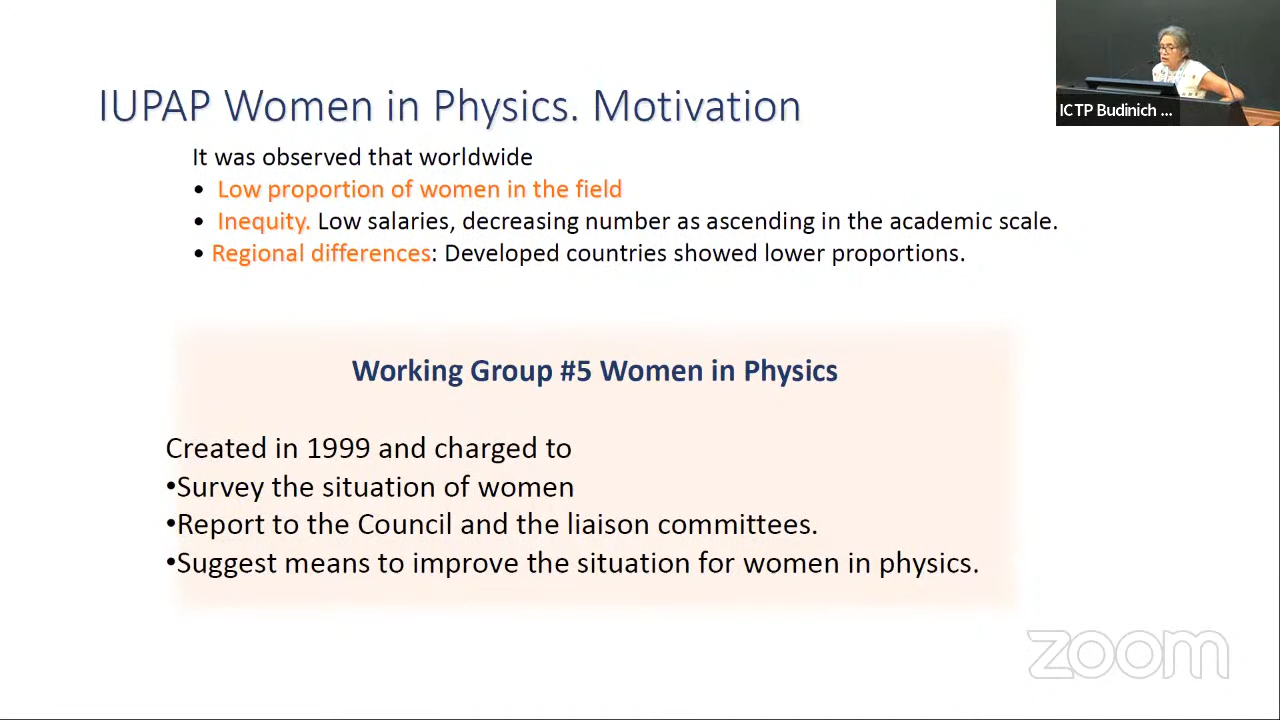 IUPAP Women in Physics. Motivation
ICTP Budinich ...
It was observed that worldwide
• Low proportion of women in the field
• Inequity. Low salaries, decreasing number as ascending in the academic scale.
• Regional differences: Developed countries showed lower proportions.
Working Group #5 Women in Physics
Created in 1999 and charged to
•Survey the situation of women
•Report to the Council and the liaison committees.
•Suggest means to improve the situation for women in physics.
zoom